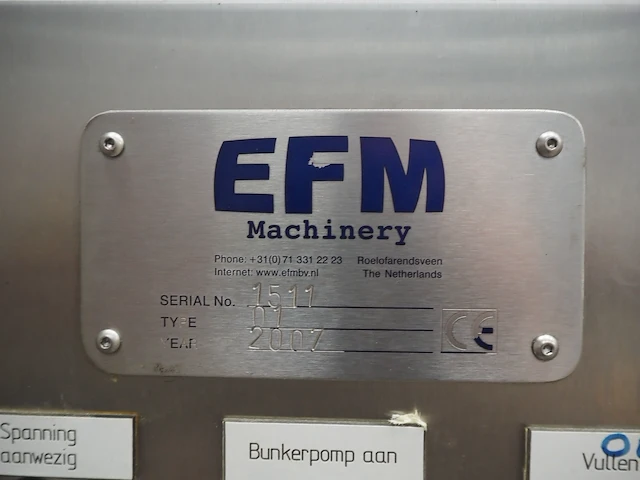 EFM
Machinery
Phone: +31(0)71 331 22 23 Roelofarendsveen
Internet: www.efmbv.nl The Netherlands
SERIAL No. 1511
TYPE 01
YEAR 2007
CE
Spanning
aanwezig
Bunkerpomp aan
Vullen